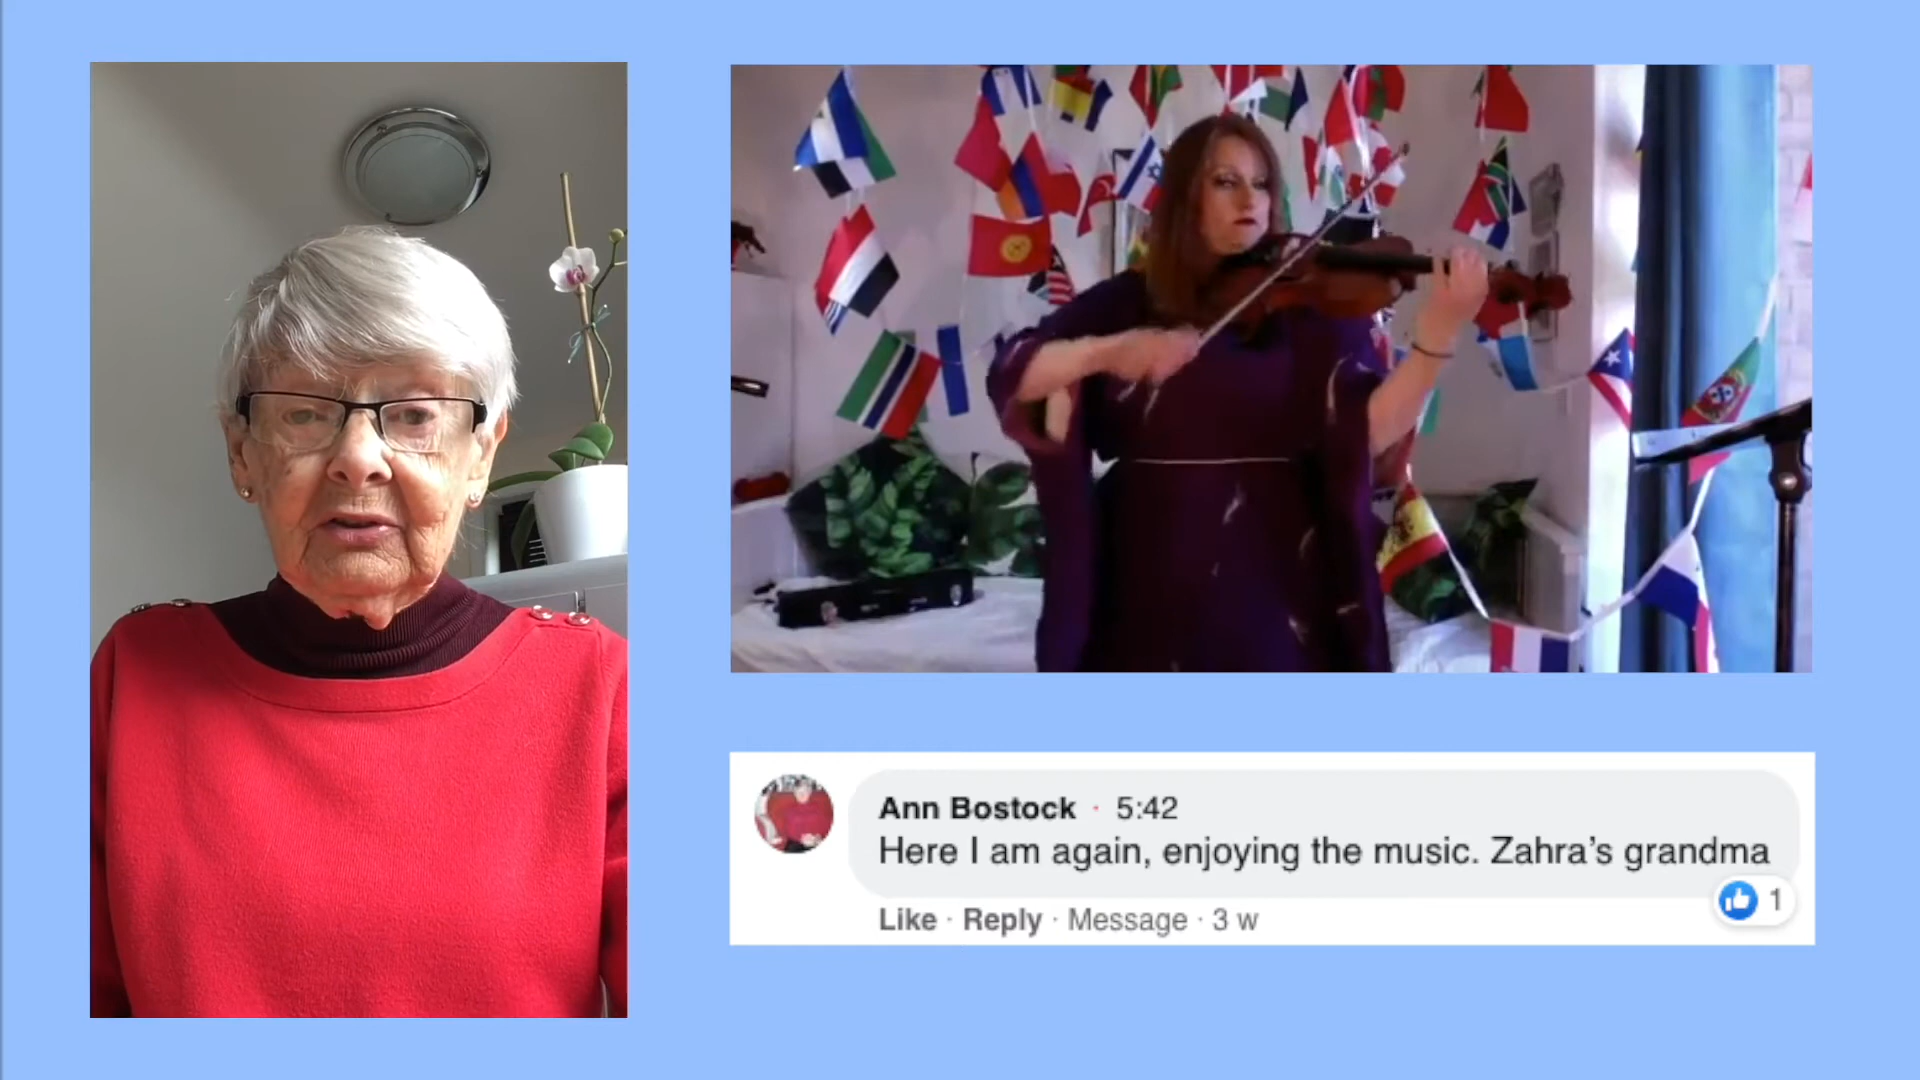 Ann Bostock · 5:42
Here I am again, enjoying the music. Zahra’s grandma
1
Like · Reply · Message · 3 w